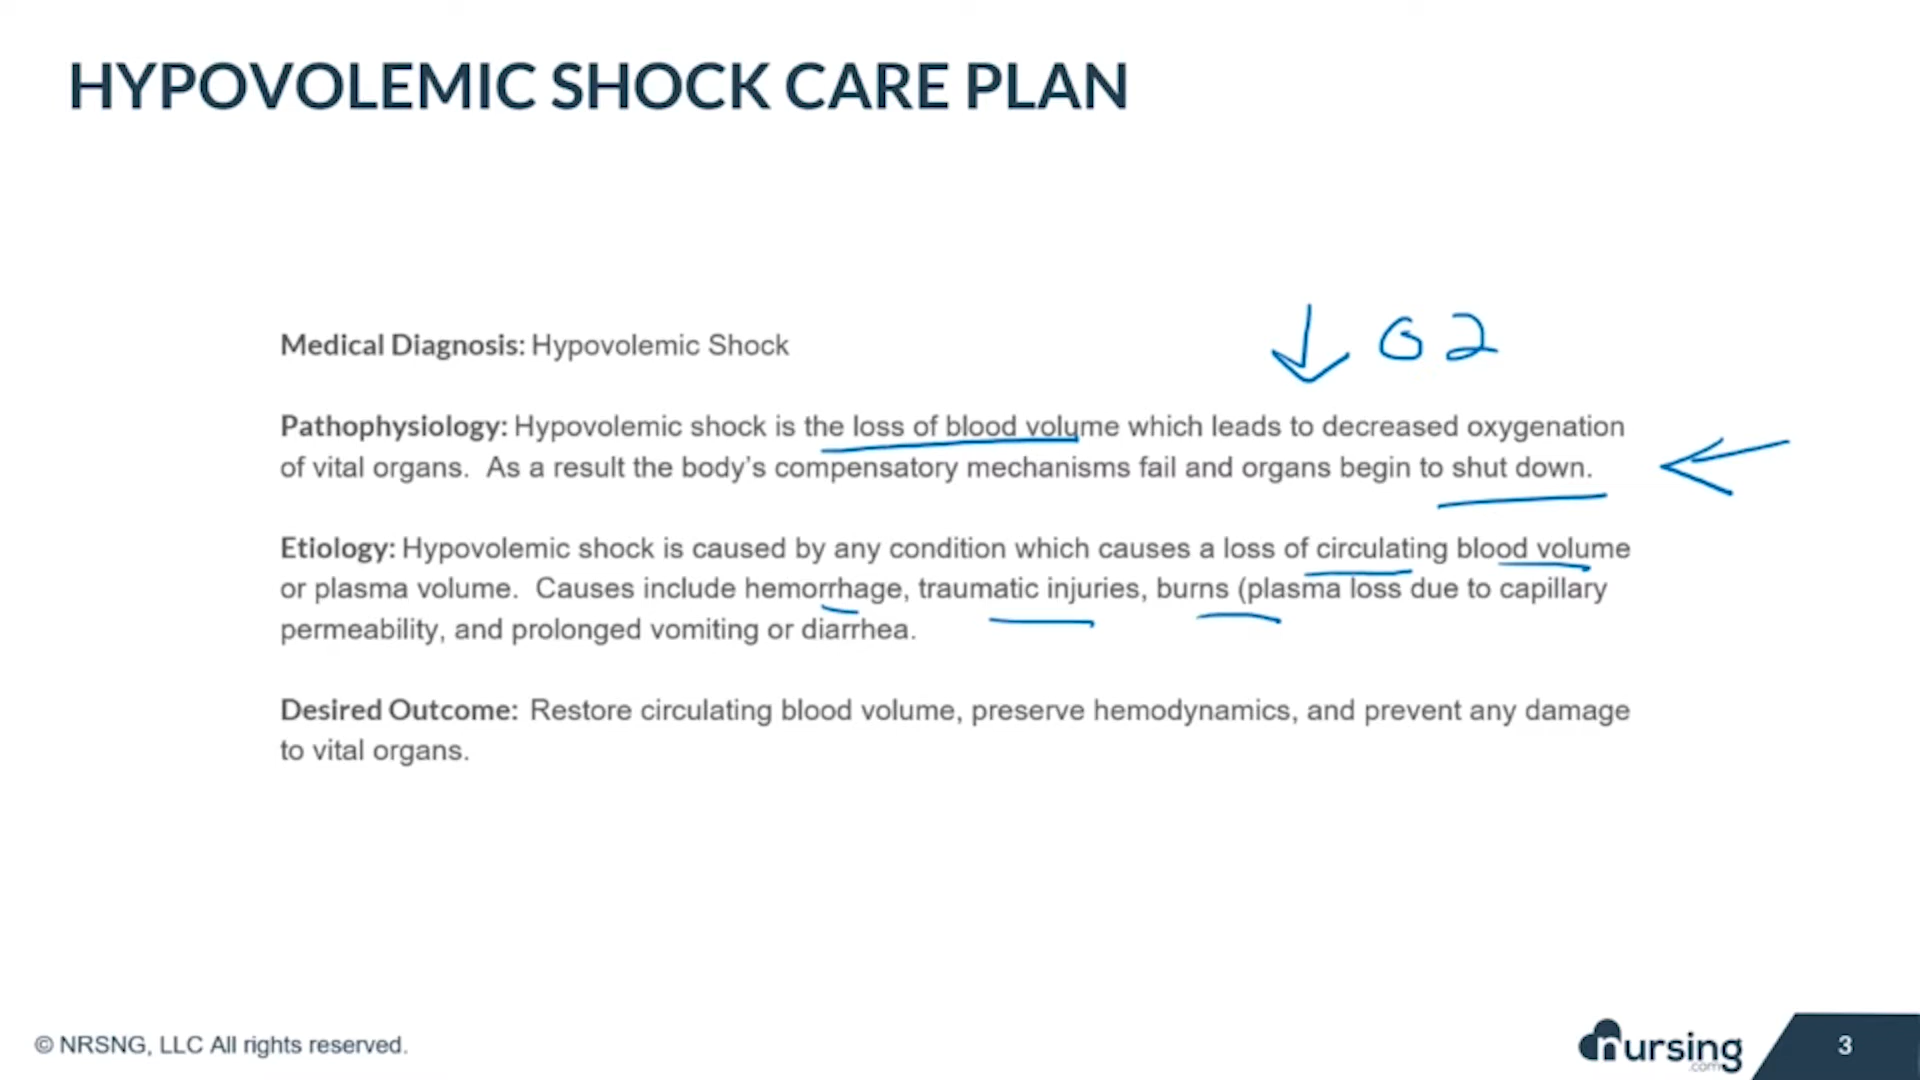 HYPOVOLEMIC SHOCK CARE PLAN
↓ O2
Medical Diagnosis: Hypovolemic Shock
Pathophysiology: Hypovolemic shock is the loss of blood volume which leads to decreased oxygenation
of vital organs. As a result the body's compensatory mechanisms fail and organs begin to shut down.
Etiology: Hypovolemic shock is caused by any condition which causes a loss of circulating blood volume
or plasma volume. Causes include hemorrhage, traumatic injuries, burns (plasma loss due to capillary
permeability, and prolonged vomiting or diarrhea.
Desired Outcome: Restore circulating blood volume, preserve hemodynamics, and prevent any damage
to vital organs.
© NRSNG, LLC All rights reserved.
nursing
.com
3